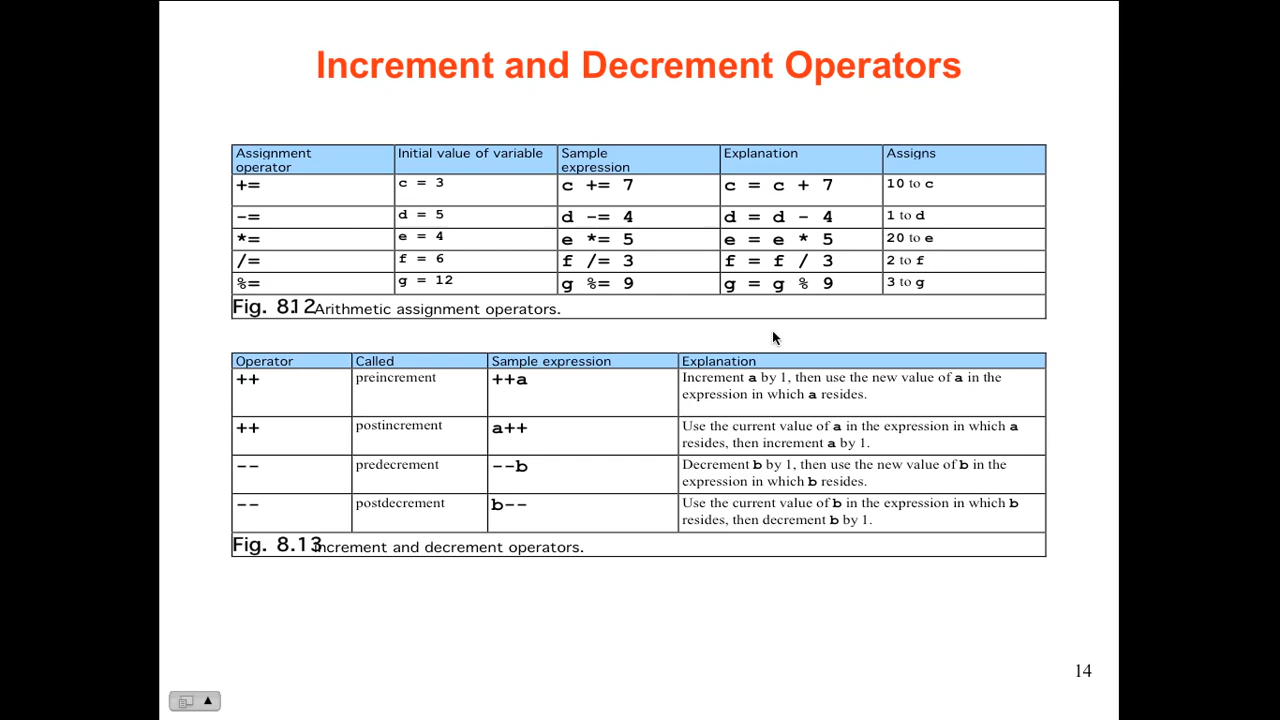 Increment and Decrement Operators
Assignment operator Initial value of variable Sample expression Explanation Assigns
+= c = 3 c += 7 c = c + 7 10 to c
-= d = 5 d -= 4 d = d - 4 1 to d
*= e = 4 e *= 5 e = e * 5 20 to e
/= f = 6 f /= 3 f = f / 3 2 to f
%= g = 12 g %= 9 g = g % 9 3 to g
Fig. 8.12 Arithmetic assignment operators.
Operator Called Sample expression Explanation
++ preincrement ++a Increment a by 1, then use the new value of a in the
expression in which a resides.
++ postincrement a++ Use the current value of a in the expression in which a
resides, then increment a by 1.
-- predecrement --b Decrement b by 1, then use the new value of b in the
expression in which b resides.
-- postdecrement b-- Use the current value of b in the expression in which b
resides, then decrement b by 1.
Fig. 8.13 Increment and decrement operators.
14